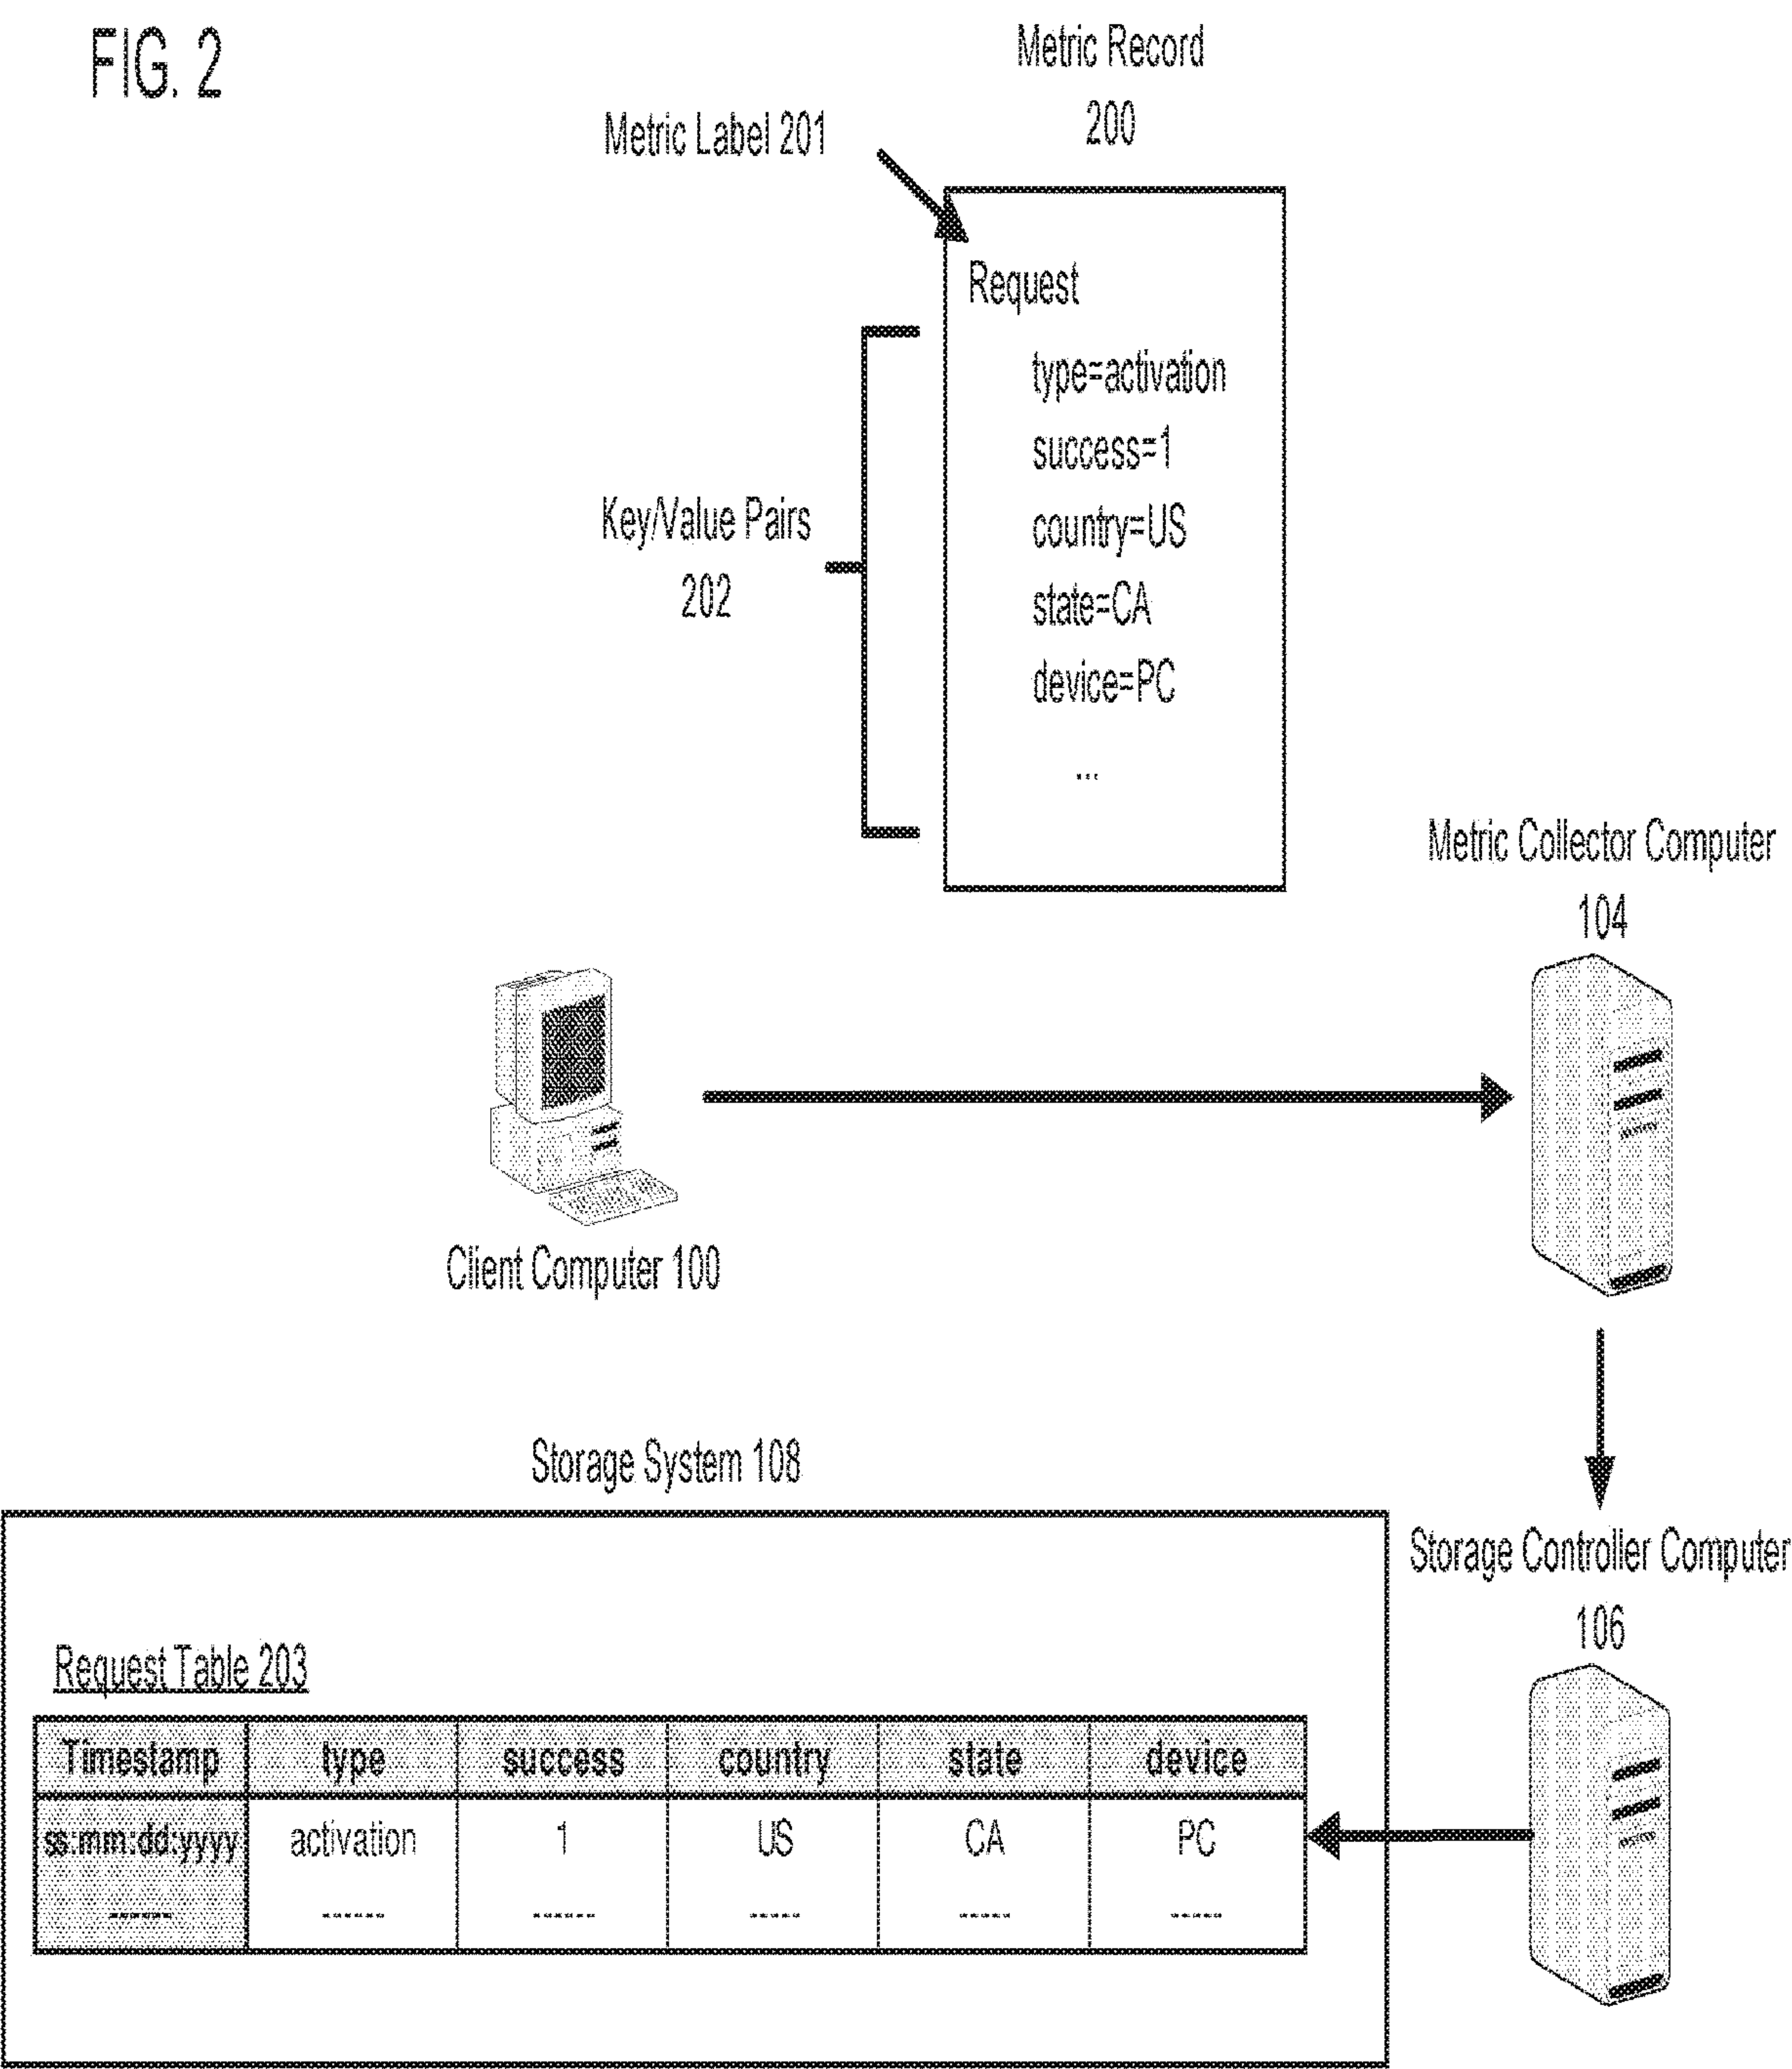 FIG. 2
Metric Record
200
Metric Label 201
Request
type=activation
success=1
country=US
state=CA
device=PC
...
Key/Value Pairs
202
Metric Collector Computer
104
Client Computer 100
Storage System 108
Storage Controller Computer
106
Request Table 203
Timestamp type success country state device
ss:mm:dd:yyyy activation 1 US CA PC
----- ----- ----- ---- ---- ----